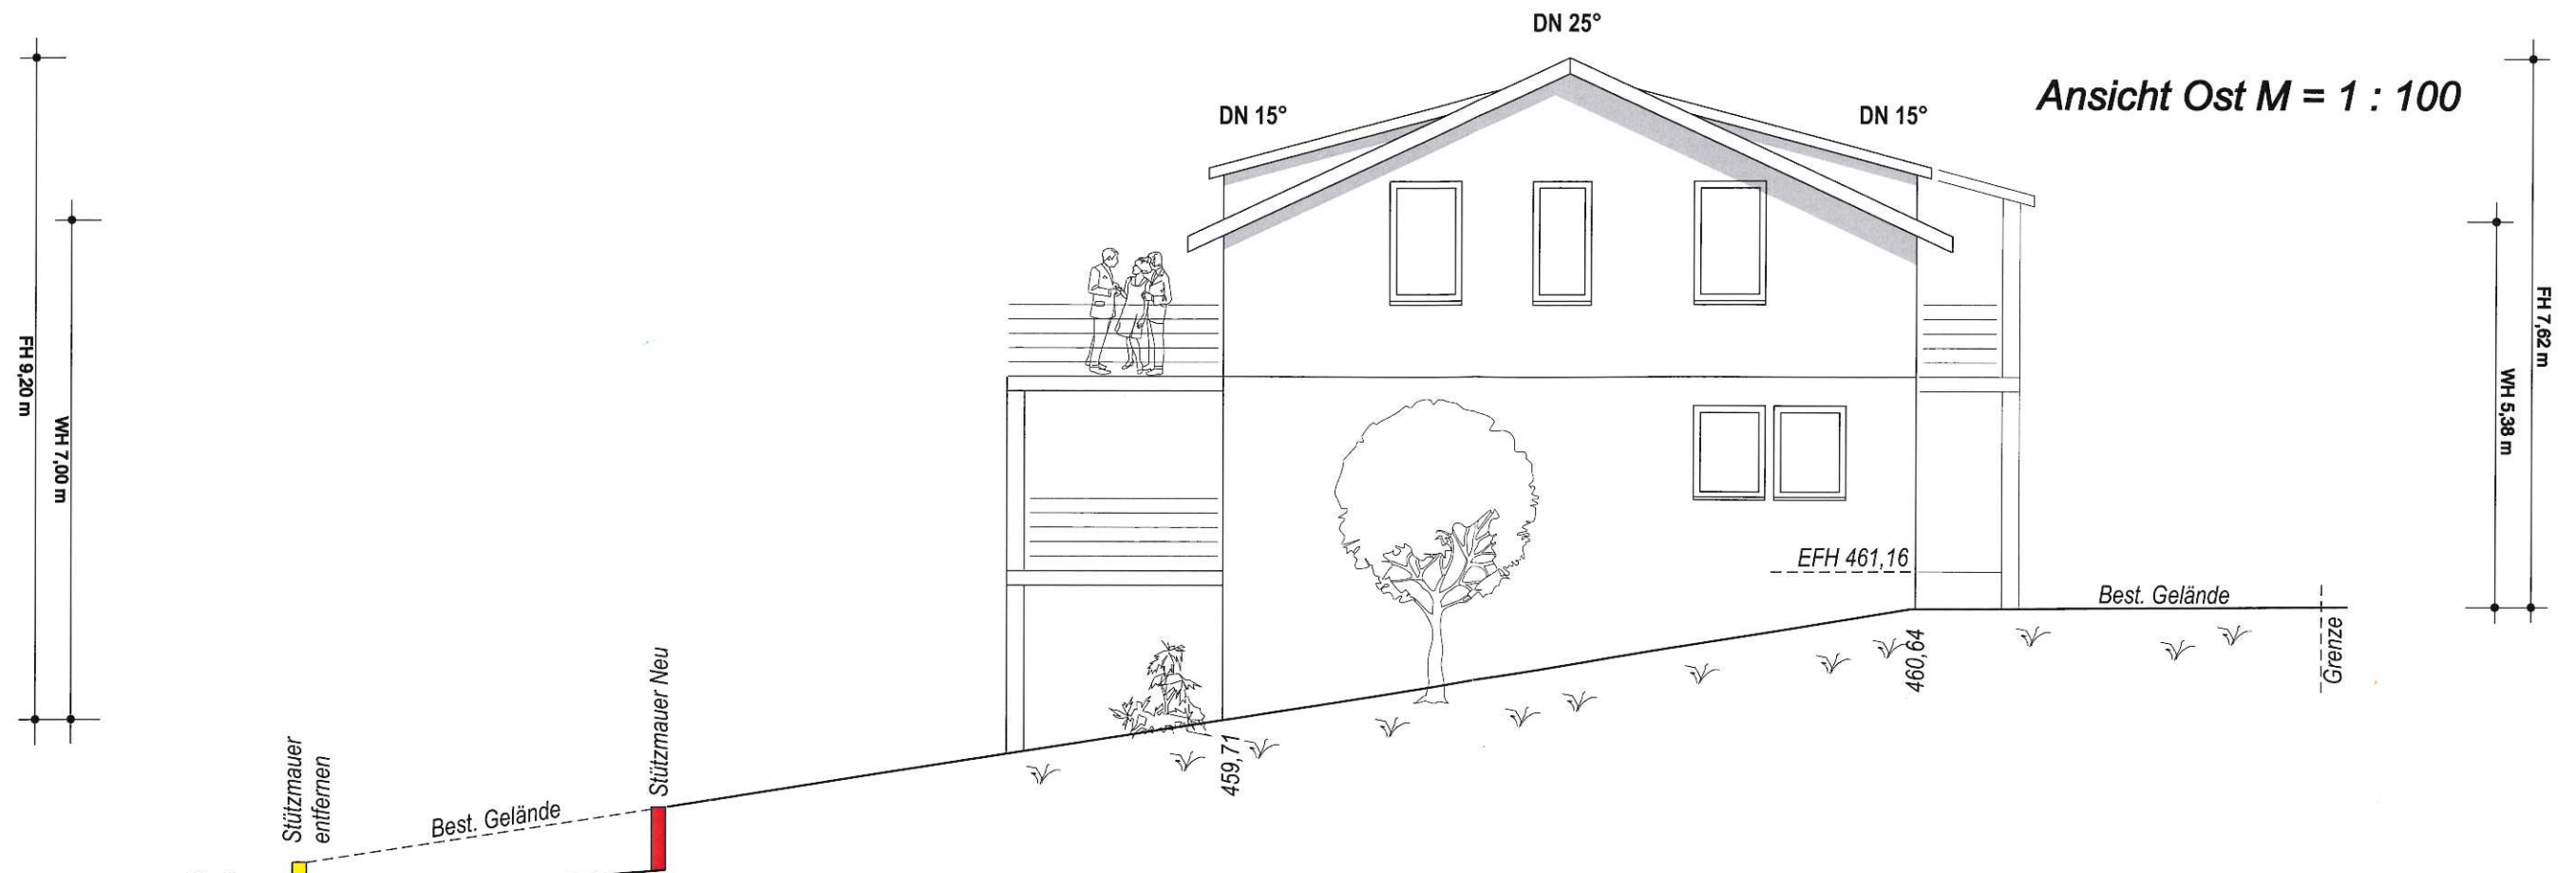 DN 25°
Ansicht Ost M = 1 : 100
DN 15°
DN 15°
FH 9,20 m
WH 7,00 m
FH 7,62 m
WH 5,38 m
EFH 461,16
Best. Gelände
Grenze
460,64
459,71
Stützmauer Neu
Stützmauer
entfernen
Best. Gelände